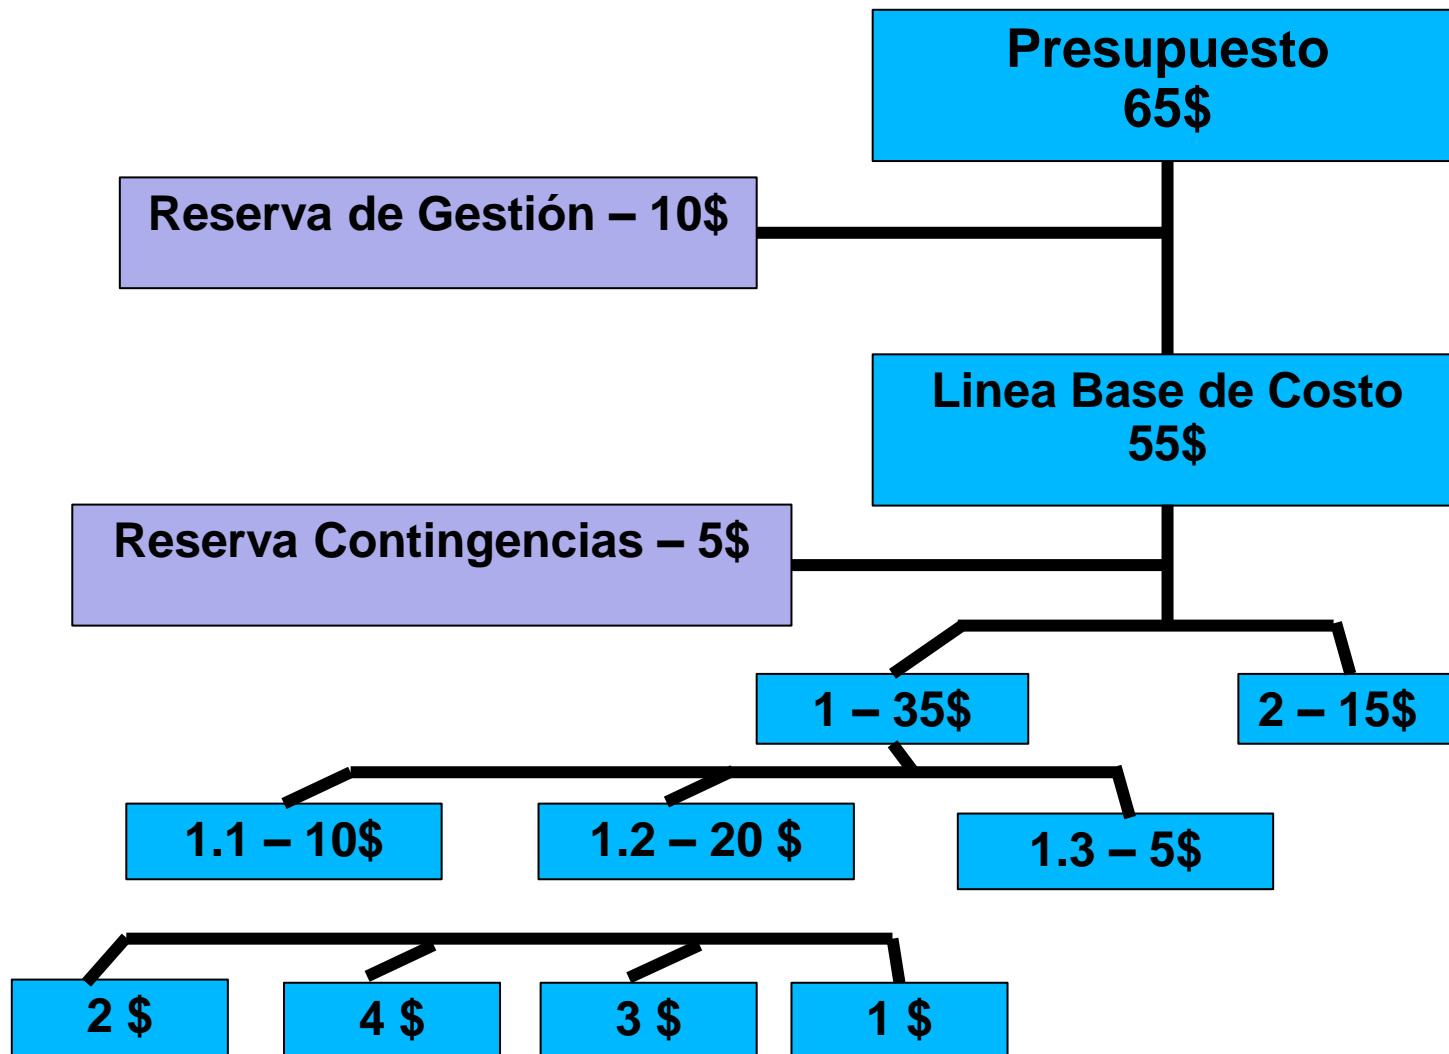 Presupuesto
65$
Reserva de Gestión – 10$
Linea Base de Costo
55$
Reserva Contingencias – 5$
1 – 35$
2 – 15$
1.1 – 10$
1.2 – 20 $
1.3 – 5$
2 $
4 $
3 $
1 $